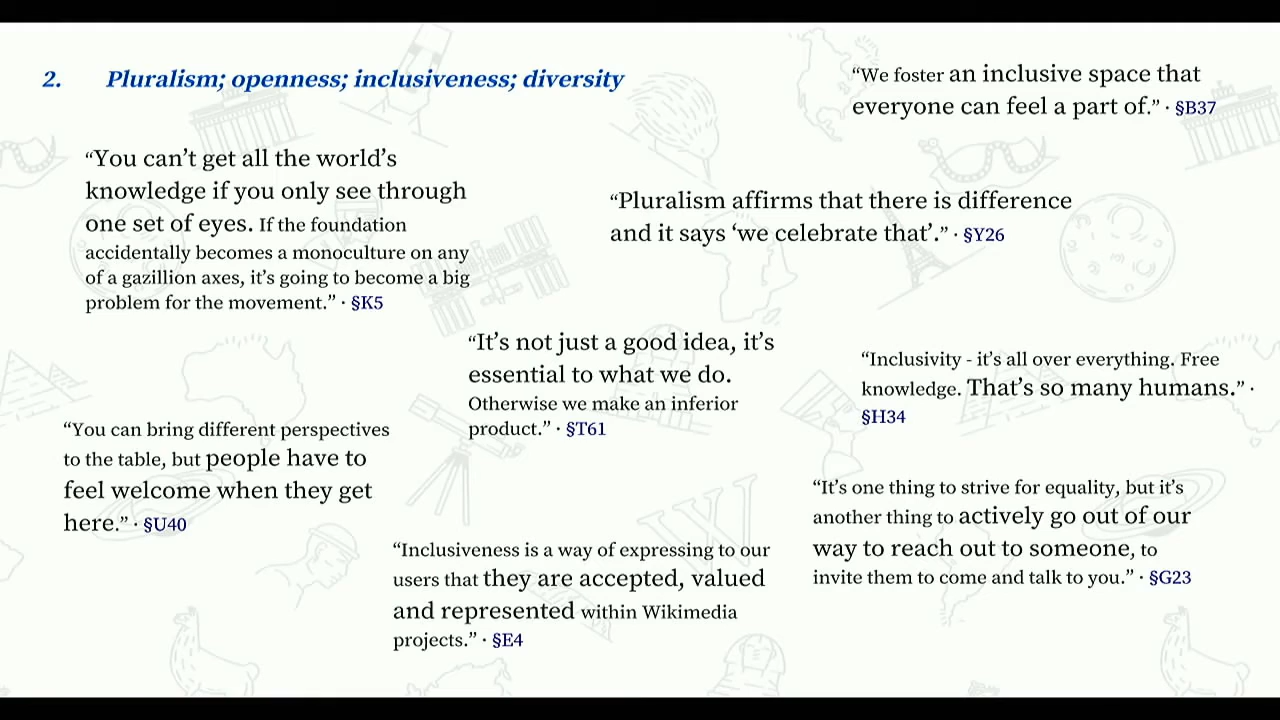 2. Pluralism; openness; inclusiveness; diversity
“We foster an inclusive space that
everyone can feel a part of.” · §B37
“You can’t get all the world’s
knowledge if you only see through
one set of eyes. If the foundation
accidentally becomes a monoculture on any
of a gazillion axes, it’s going to become a big
problem for the movement.” · §K5
“Pluralism affirms that there is difference
and it says ‘we celebrate that’.” · §Y26
“It’s not just a good idea, it’s
essential to what we do.
Otherwise we make an inferior
product.” · §T61
“Inclusivity - it’s all over everything. Free
knowledge. That’s so many humans.” ·
§H34
“You can bring different perspectives
to the table, but people have to
feel welcome when they get
here.” · §U40
“It’s one thing to strive for equality, but it’s
another thing to actively go out of our
way to reach out to someone, to
invite them to come and talk to you.” · §G23
“Inclusiveness is a way of expressing to our
users that they are accepted, valued
and represented within Wikimedia
projects.” · §E4